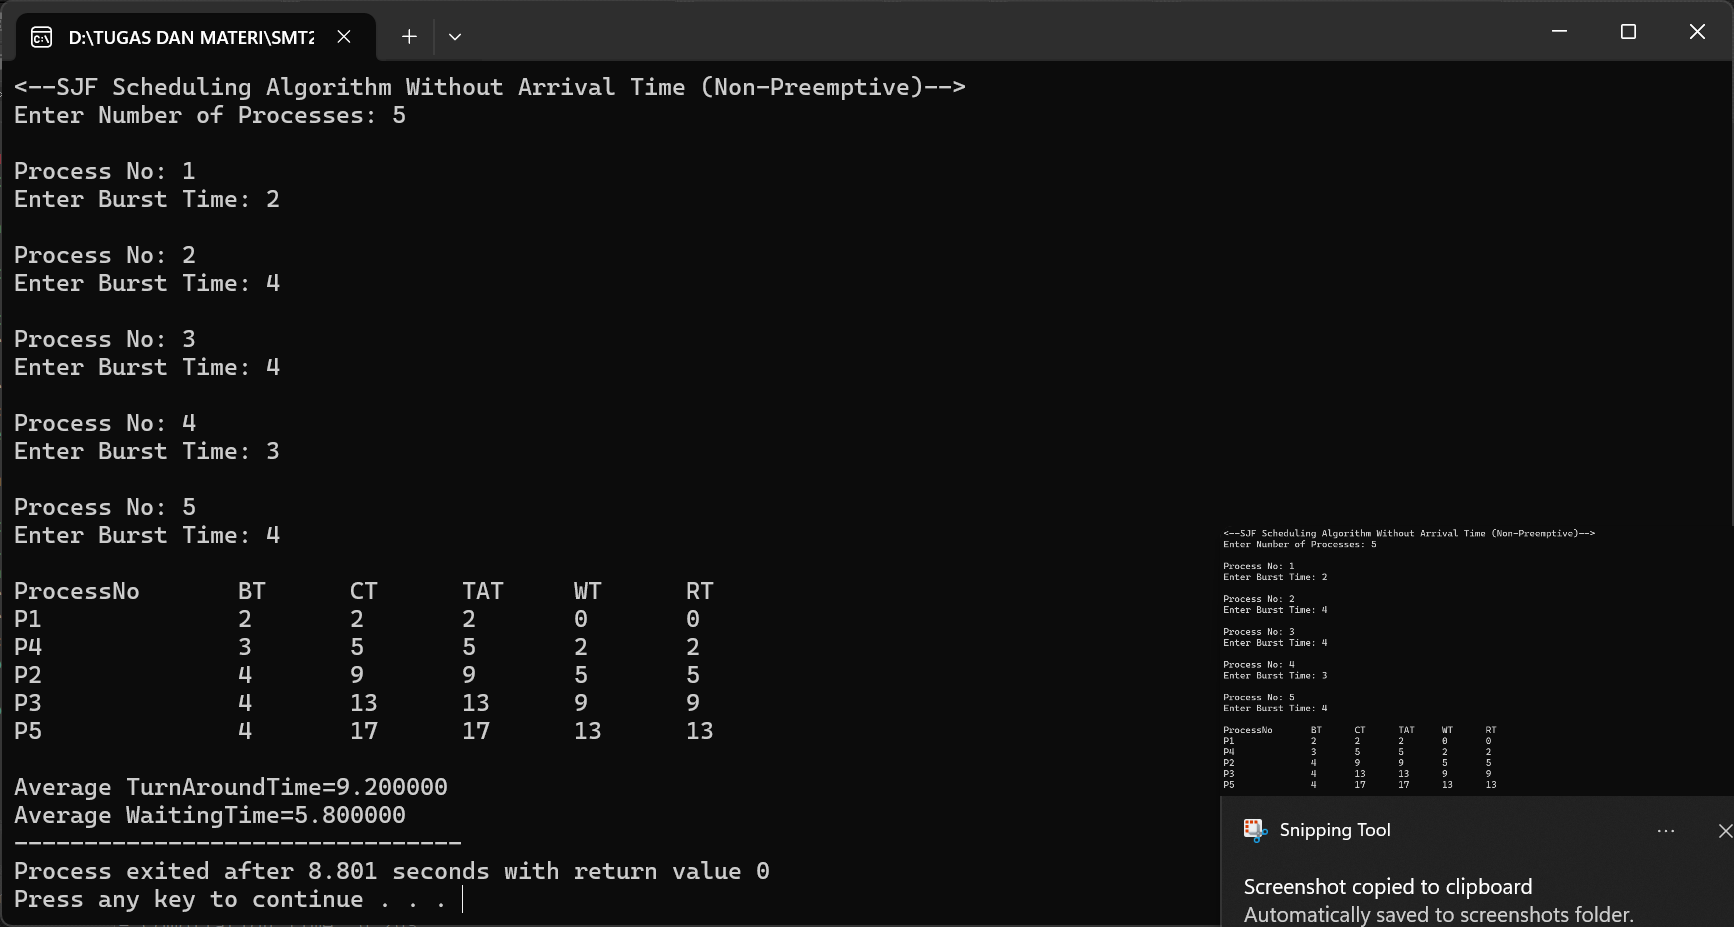 D:\TUGAS DAN MATERI\SMT2
<--SJF Scheduling Algorithm Without Arrival Time (Non-Preemptive)-->
Enter Number of Processes: 5
Process No: 1
Enter Burst Time: 2
Process No: 2
Enter Burst Time: 4
Process No: 3
Enter Burst Time: 4
Process No: 4
Enter Burst Time: 3
Process No: 5
Enter Burst Time: 4
ProcessNo BT CT TAT WT RT
P1 2 2 2 0 0
P4 3 5 5 2 2
P2 4 9 9 5 5
P3 4 13 13 9 9
P5 4 17 17 13 13
Average TurnAroundTime=9.200000
Average WaitingTime=5.800000
--------------------------------
Process exited after 8.801 seconds with return value 0
Press any key to continue . . .
<--SJF Scheduling Algorithm Without Arrival Time (Non-Preemptive)-->
Enter Number of Processes: 5
Process No: 1
Enter Burst Time: 2
Process No: 2
Enter Burst Time: 4
Process No: 3
Enter Burst Time: 4
Process No: 4
Enter Burst Time: 3
Process No: 5
Enter Burst Time: 4
ProcessNo BT CT TAT WT RT
P1 2 2 2 0 0
P4 3 5 5 2 2
P2 4 9 9 5 5
P3 4 13 13 9 9
P5 4 17 17 13 13
Snipping Tool
Screenshot copied to clipboard
Automatically saved to screenshots folder.